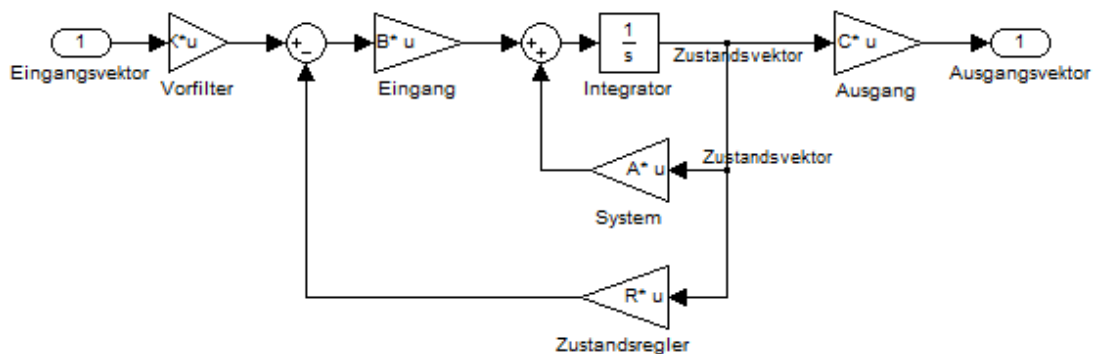 1
Eingangsvektor
K*u
Vorfilter
+
−
B* u
Eingang
+
+
1
s
Integrator
Zustandsvektor
C* u
Ausgang
1
Ausgangsvektor
A* u
System
Zustandsvektor
R* u
Zustandsregler